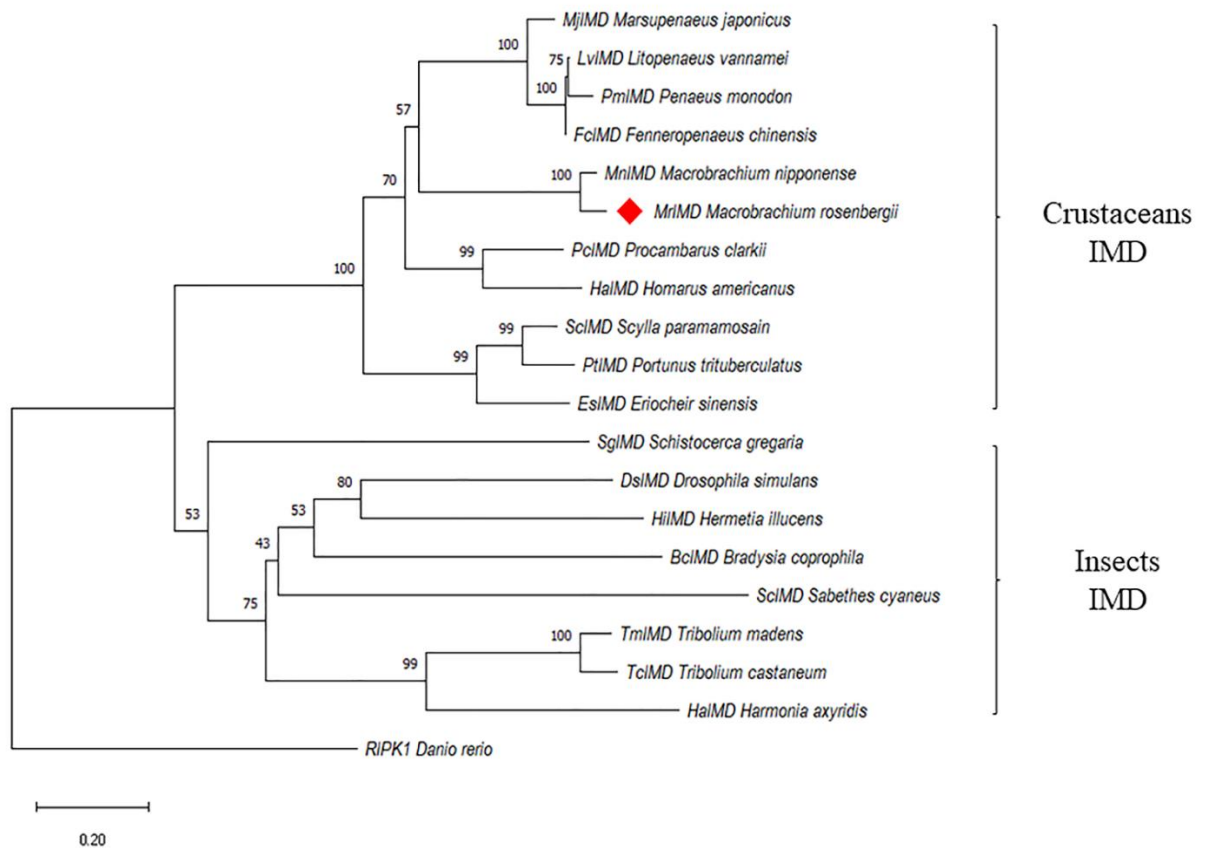 MjIMD Marsupenaeus japonicus
100
LvIMD Litopenaeus vannamei
75
PmIMD Penaeus monodon
100
57
FcIMD Fenneropenaeus chinensis
MnIMD Macrobrachium nipponense
100
70
MrIMD Macrobrachium rosenbergii
Crustaceans
IMD
PcIMD Procambarus clarkii
99
100
HaIMD Homarus americanus
ScIMD Scylla paramamosain
99
99
PtIMD Portunus trituberculatus
EsIMD Eriocheir sinensis
SgIMD Schistocerca gregaria
DsIMD Drosophila simulans
80
53
53
HiIMD Hermetia illucens
43
BcIMD Bradysia coprophila
Insects
IMD
ScIMD Sabethes cyaneus
75
TmIMD Tribolium madens
100
99
TcIMD Tribolium castaneum
HaIMD Harmonia axyridis
RIPK1 Danio rerio
0.20